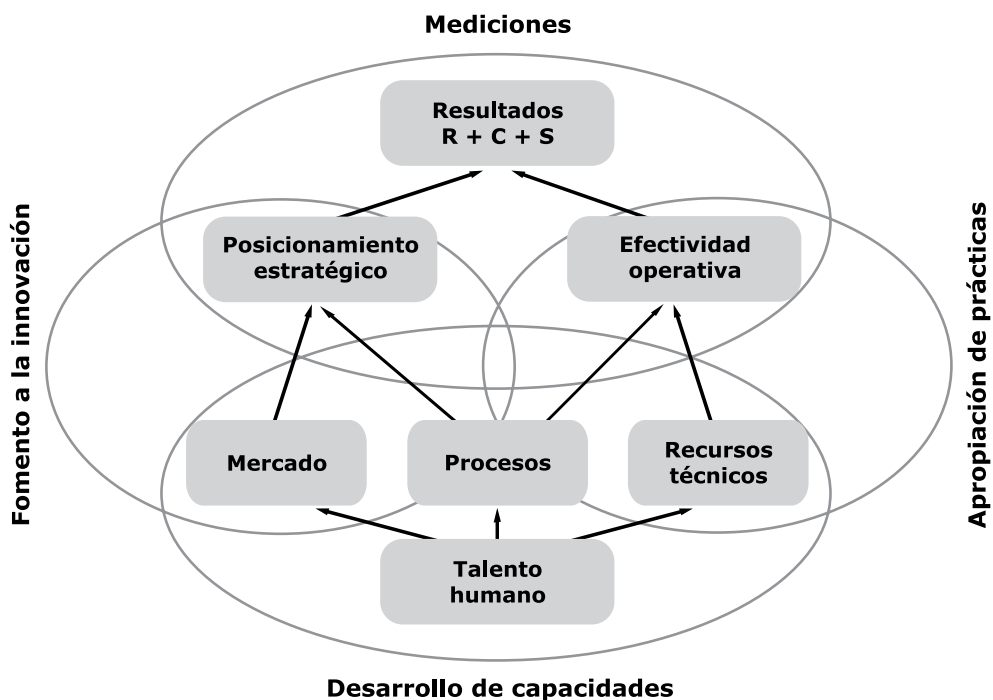 Mediciones
Resultados
R + C + S
Fomento a la innovación
Posicionamiento
estratégico
Efectividad
operativa
Apropiación de prácticas
Mercado
Procesos
Recursos
técnicos
Talento
humano
Desarrollo de capacidades